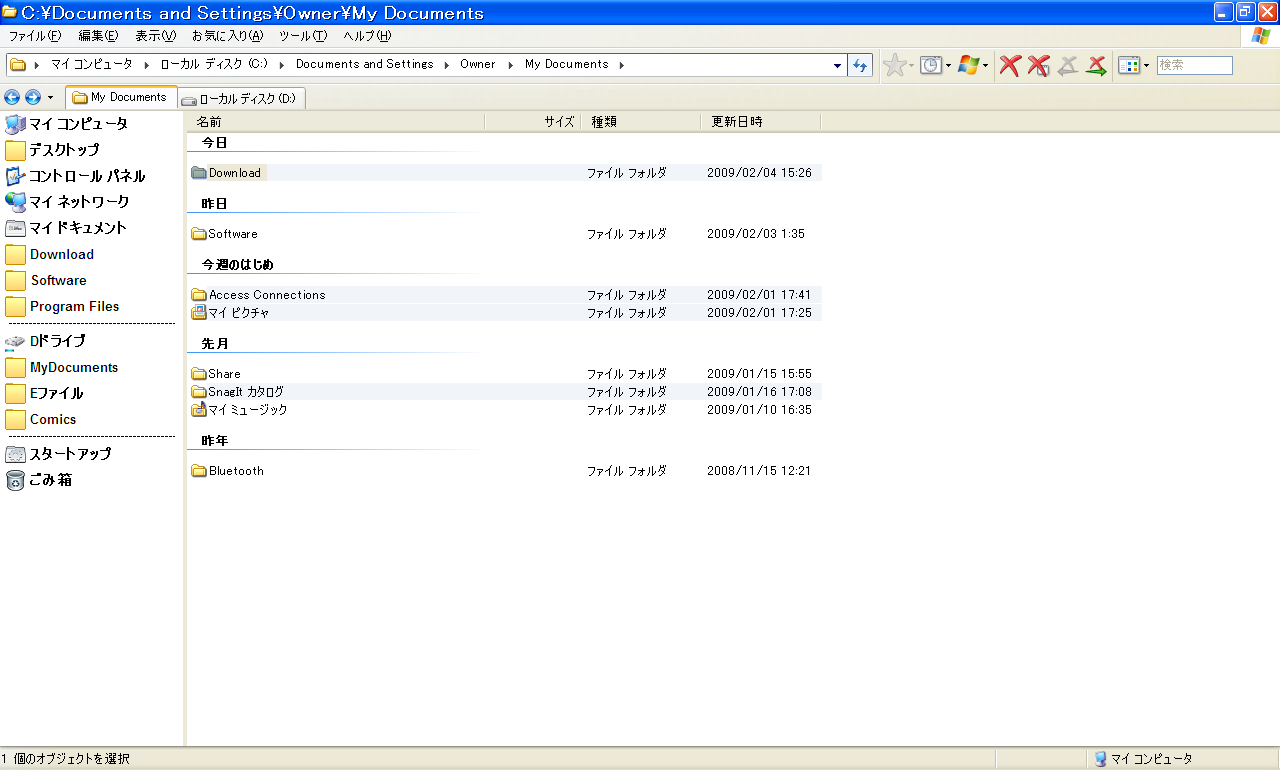 C:¥Documents and Settings¥Owner¥My Documents
ファイル(F) 編集(E) 表示(V) お気に入り(A) ツール(T) ヘルプ(H)
マイ コンピュータ ローカル ディスク (C:) Documents and Settings Owner My Documents 検索
My Documents ローカル ディスク (D:)
マイ コンピュータ
デスクトップ
コントロール パネル
マイ ネットワーク
マイ ドキュメント
Download
Software
Program Files
Dドライブ
MyDocuments
Eファイル
Comics
スタートアップ
ごみ箱
名前 サイズ 種類 更新日時
今日
Download ファイル フォルダ 2009/02/04 15:26
昨日
Software ファイル フォルダ 2009/02/03 1:35
今週のはじめ
Access Connections ファイル フォルダ 2009/02/01 17:41
マイ ピクチャ ファイル フォルダ 2009/02/01 17:25
先月
Share ファイル フォルダ 2009/01/15 15:55
SnagIt カタログ ファイル フォルダ 2009/01/16 17:08
マイ ミュージック ファイル フォルダ 2009/01/10 16:35
昨年
Bluetooth ファイル フォルダ 2008/11/15 12:21
1 個のオブジェクトを選択 マイ コンピュータ